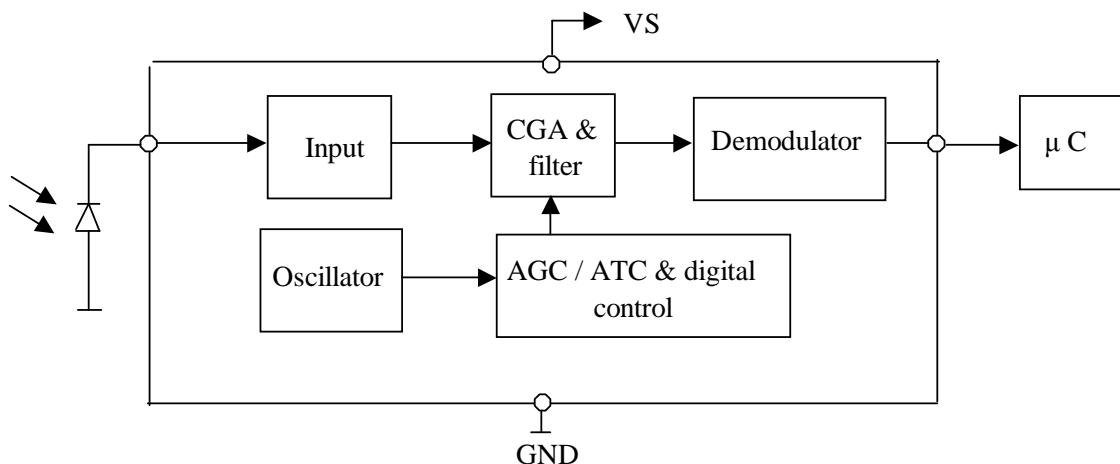 VS
Input
CGA &
filter
Demodulator
μ C
Oscillator
AGC / ATC & digital
control
GND